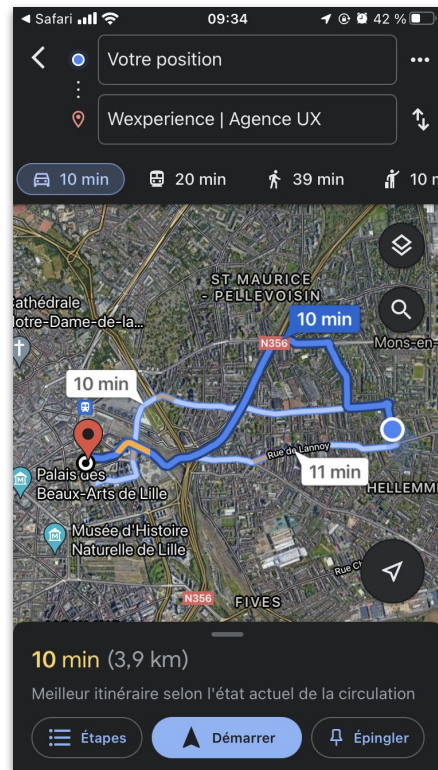 Safari
09:34
42 %
Votre position
Wexperience | Agence UX
10 min
20 min
39 min
10
ST MAURICE
- PELLEVOISIN
athédrale
otre-Dame-de-la...
10 min
N356
Mons-en-
10 min
Rue de Lannoy
11 min
Palais des
Beaux-Arts de Lille
HELLEMM
Musée d'Histoire
Naturelle de Lille
N356
FIVES
10 min (3,9 km)
Meilleur itinéraire selon l'état actuel de la circulation
Étapes
Démarrer
Épingler